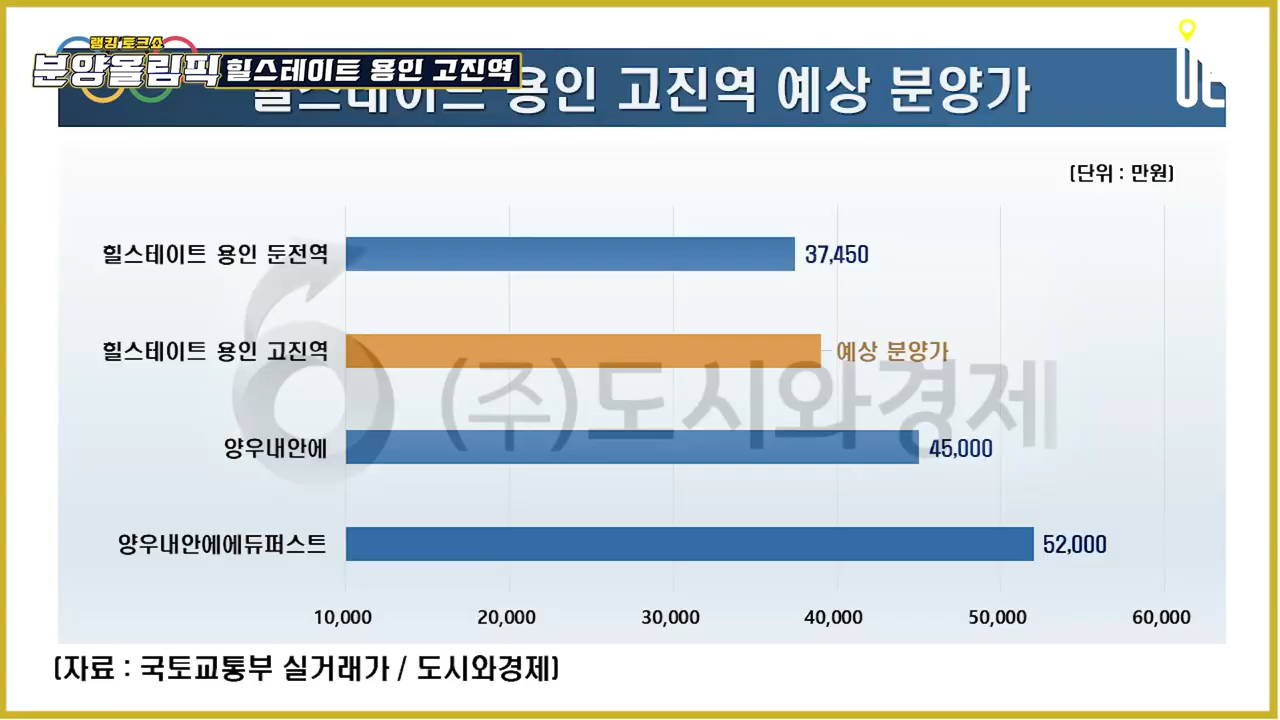 랭킹 토크쇼
분양올림픽 힐스테이트 용인 고진역
힐스테이트 용인 고진역 예상 분양가
(단위 : 만원)
힐스테이트 용인 둔전역 37,450
힐스테이트 용인 고진역 예상 분양가
(주)도시와경제
양우내안에 45,000
양우내안에에듀퍼스트 52,000
10,000 20,000 30,000 40,000 50,000 60,000
(자료 : 국토교통부 실거래가 / 도시와경제)